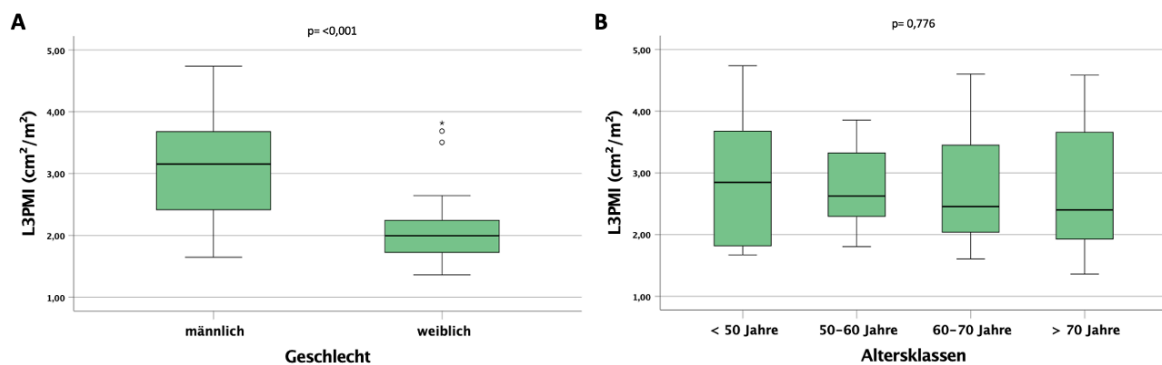 A
p= <0,001
5,00
4,00
3,00
2,00
1,00
L3PMI (cm²/m²)
*
männlich
weiblich
Geschlecht
B
p= 0,776
5,00
4,00
3,00
2,00
1,00
L3PMI (cm²/m²)
< 50 Jahre
50–60 Jahre
60–70 Jahre
> 70 Jahre
Altersklassen